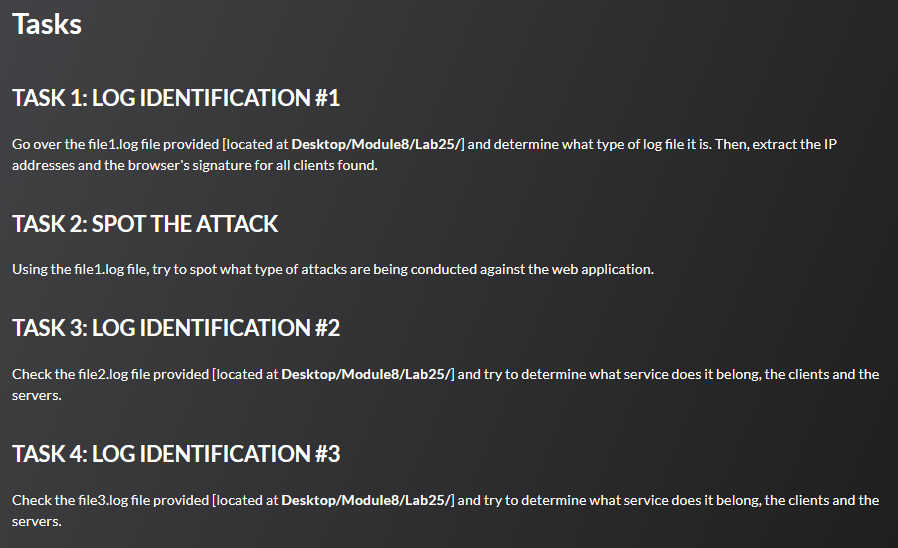 Tasks
TASK 1: LOG IDENTIFICATION #1
Go over the file1.log file provided [located at Desktop/Module8/Lab25/] and determine what type of log file it is. Then, extract the IP
addresses and the browser's signature for all clients found.
TASK 2: SPOT THE ATTACK
Using the file1.log file, try to spot what type of attacks are being conducted against the web application.
TASK 3: LOG IDENTIFICATION #2
Check the file2.log file provided [located at Desktop/Module8/Lab25/] and try to determine what service does it belong, the clients and the
servers.
TASK 4: LOG IDENTIFICATION #3
Check the file3.log file provided [located at Desktop/Module8/Lab25/] and try to determine what service does it belong, the clients and the
servers.